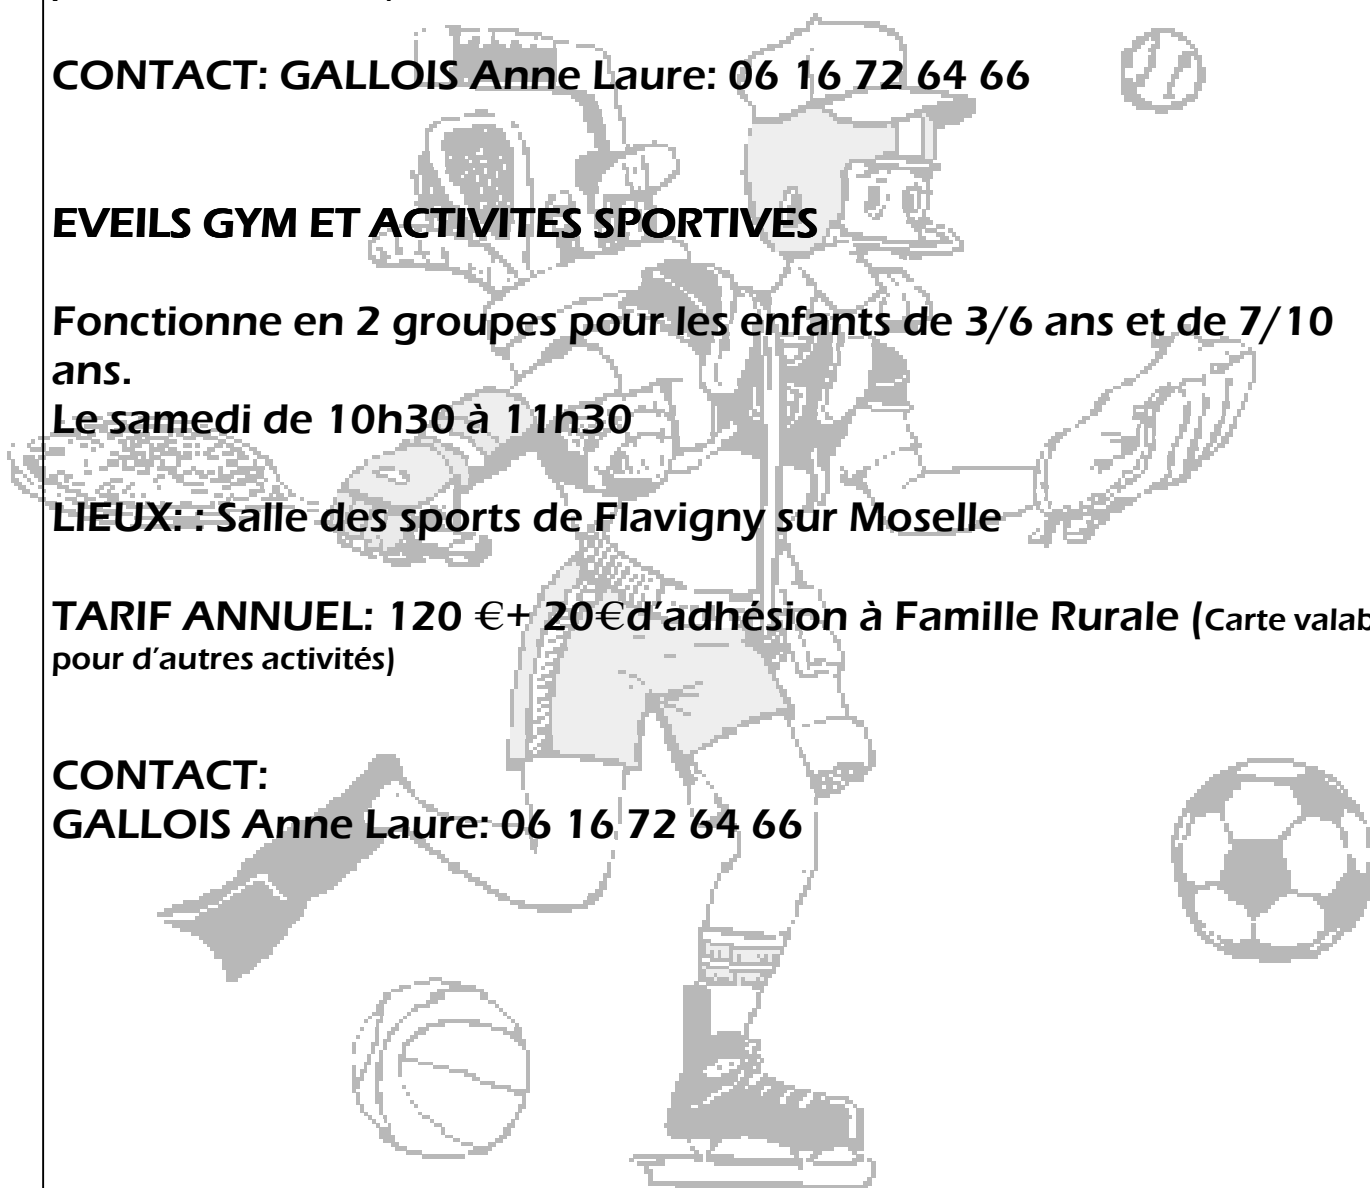 CONTACT: GALLOIS Anne Laure: 06 16 72 64 66
EVEILS GYM ET ACTIVITES SPORTIVES
Fonctionne en 2 groupes pour les enfants de 3/6 ans et de 7/10
ans.
Le samedi de 10h30 à 11h30
LIEUX: : Salle des sports de Flavigny sur Moselle
TARIF ANNUEL: 120 €+ 20€d’adhésion à Famille Rurale (Carte valab
pour d’autres activités)
CONTACT:
GALLOIS Anne Laure: 06 16 72 64 66